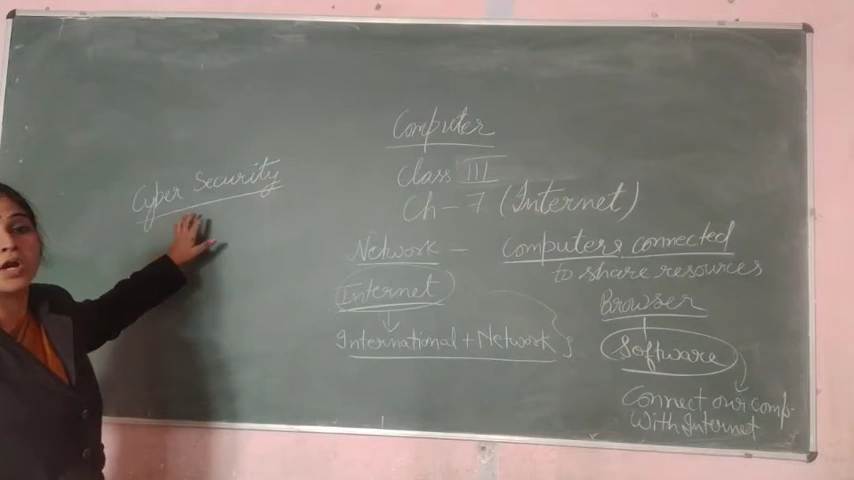 Cyber Security
Computer
Class III
Ch - 7 (Internet)
Network - Computers connected
to share resources
Internet
International + Network
Browser
Software
Connect our comp.
With Internet